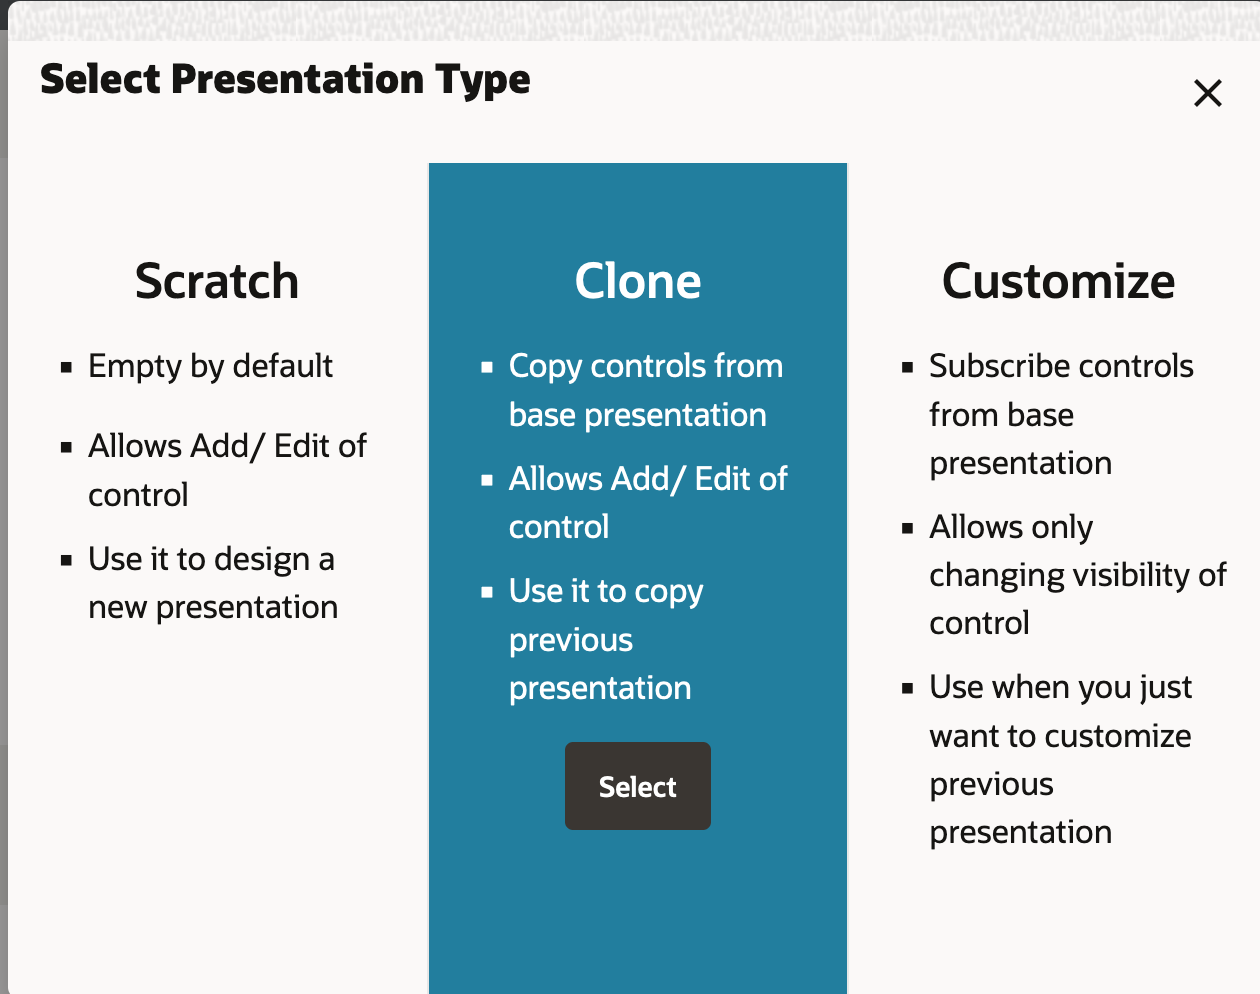 Select Presentation Type
Scratch
▪ Empty by default
▪ Allows Add/ Edit of
control
▪ Use it to design a
new presentation
Clone
▪ Copy controls from
base presentation
▪ Allows Add/ Edit of
control
▪ Use it to copy
previous
presentation
Select
Customize
▪ Subscribe controls
from base
presentation
▪ Allows only
changing visibility of
control
▪ Use when you just
want to customize
previous
presentation